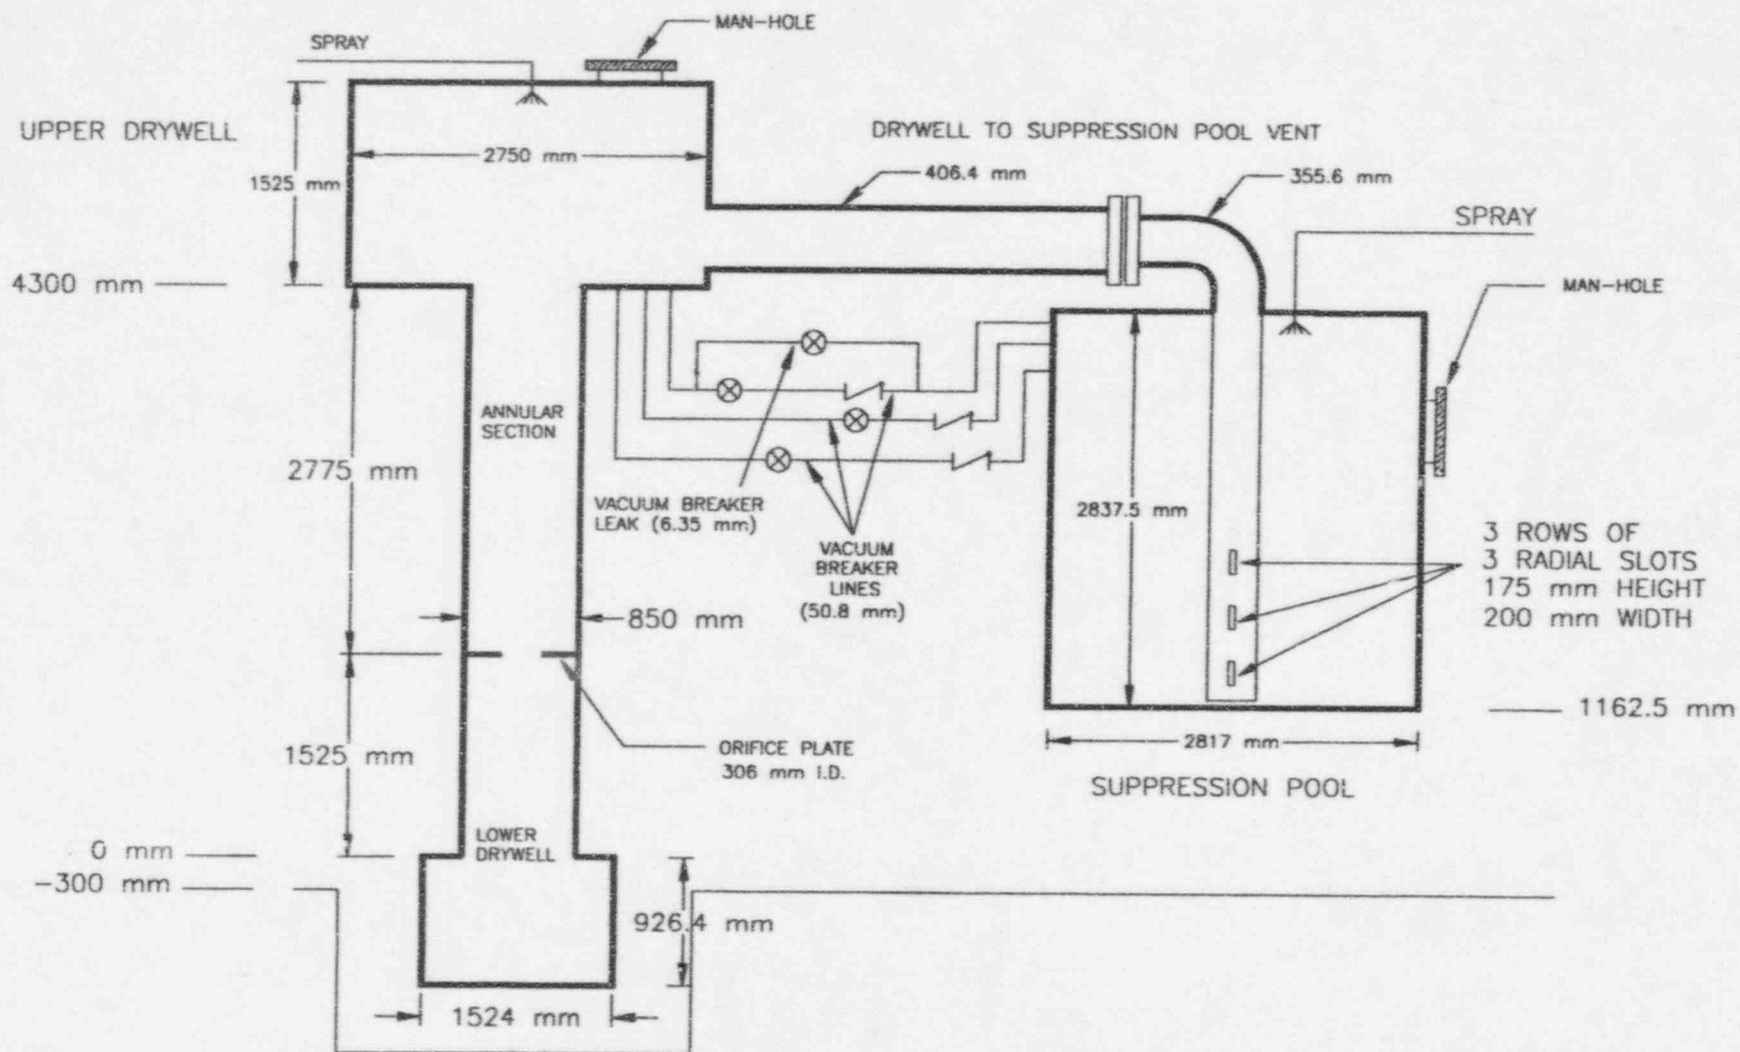 MAN-HOLE
SPRAY
UPPER DRYWELL
DRYWELL TO SUPPRESSION POOL VENT
2750 mm
1525 mm
406.4 mm
355.6 mm
SPRAY
4300 mm
MAN-HOLE
ANNULAR
SECTION
2775 mm
VACUUM BREAKER
LEAK (6.35 mm)
2837.5 mm
3 ROWS OF
3 RADIAL SLOTS
175 mm HEIGHT
200 mm WIDTH
VACUUM
BREAKER
LINES
(50.8 mm)
850 mm
1162.5 mm
ORIFICE PLATE
306 mm I.D.
2817 mm
1525 mm
SUPPRESSION POOL
LOWER
DRYWELL
0 mm
-300 mm
926.4 mm
1524 mm